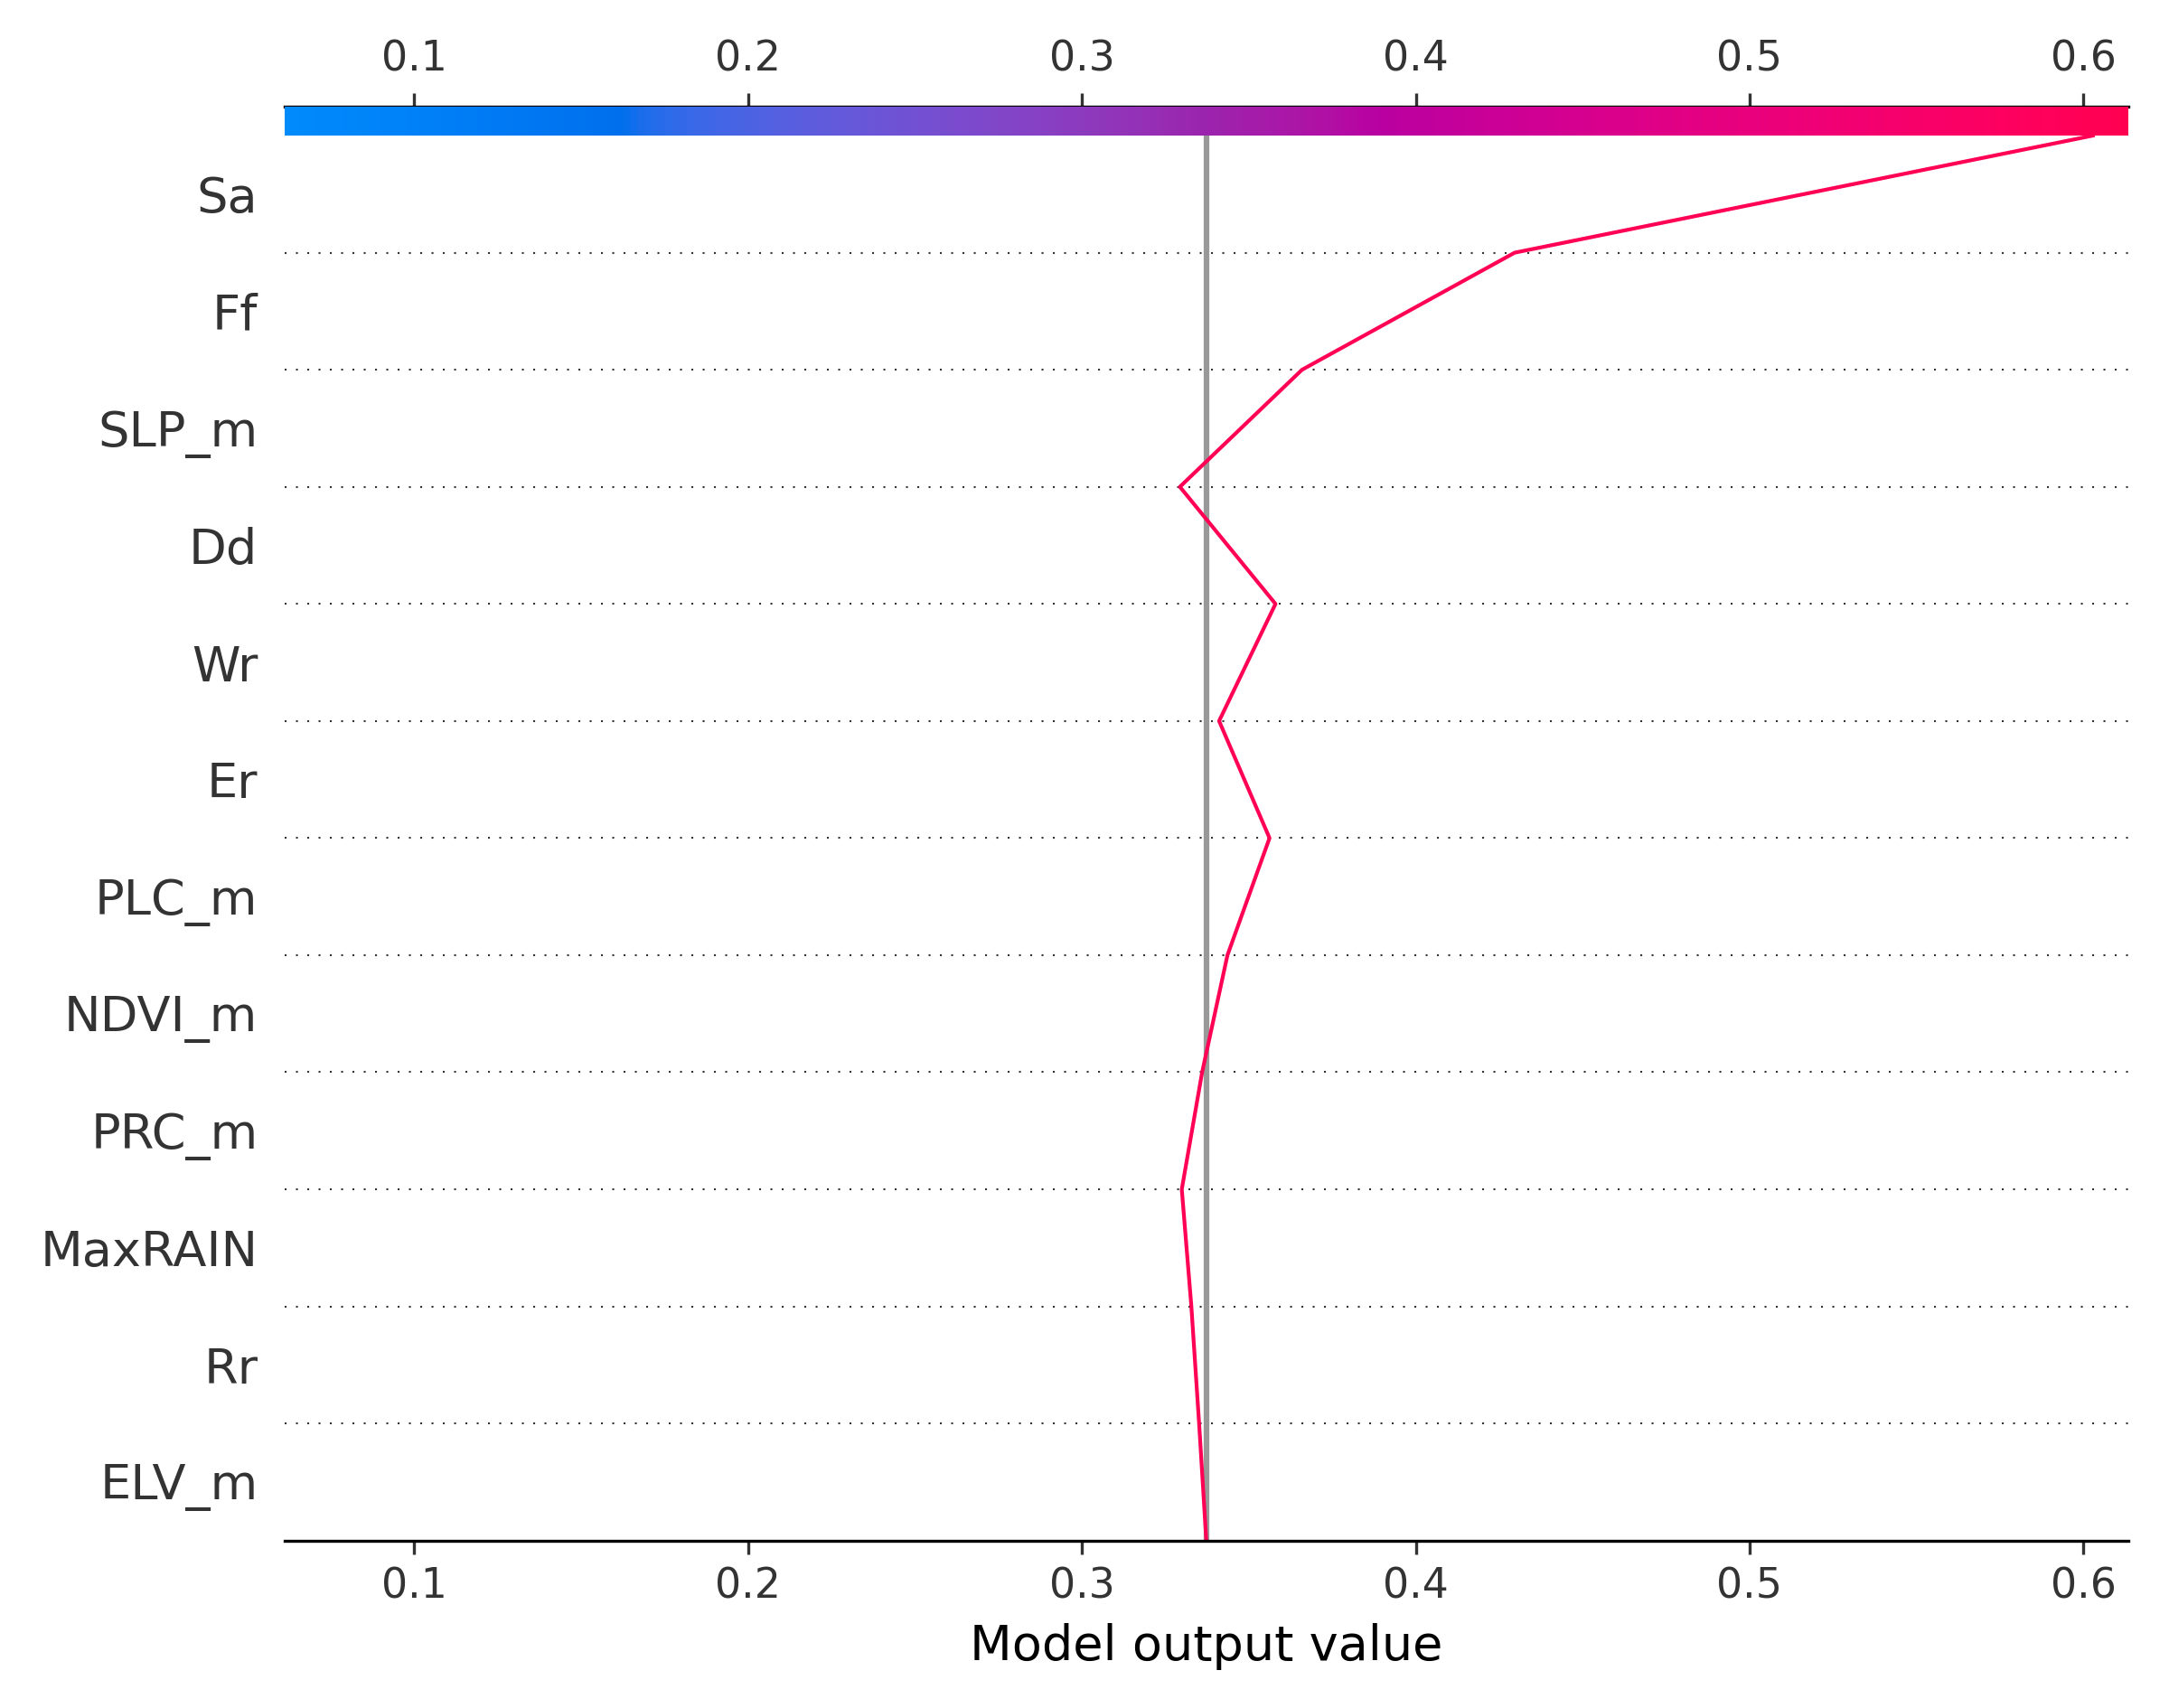 0.1 0.2 0.3 0.4 0.5 0.6
Sa
Ff
SLP_m
Dd
Wr
Er
PLC_m
NDVI_m
PRC_m
MaxRAIN
Rr
ELV_m
0.1 0.2 0.3 0.4 0.5 0.6
Model output value